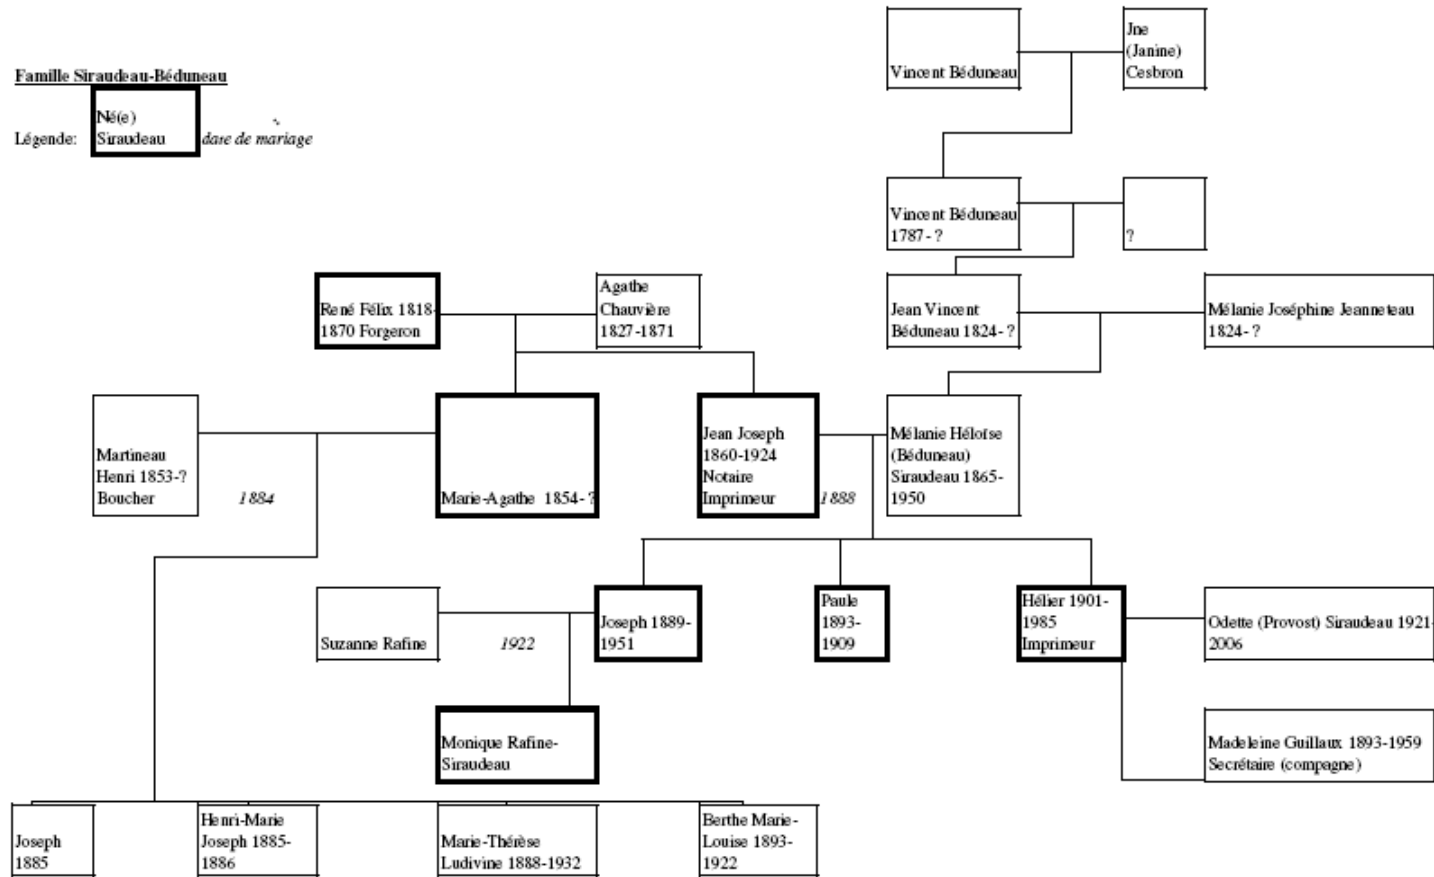 Vincent Béduneau
Jne
(Janine)
Cesbron
Famille Siraudeau-Béduneau
Légende:
Né(e)
Siraudeau
date de mariage
Vincent Béduneau
1787- ?
?
René Félix 1818-
1870 Forgeron
Agathe
Chauvière
1827-1871
Jean Vincent
Béduneau 1824- ?
Mélanie Joséphine Jeanneteau
1824- ?
Martineau
Henri 1853-?
Boucher
1884
Marie-Agathe 1854- ?
Jean Joseph
1860-1924
Notaire
Imprimeur
1888
Mélanie Héloïse
(Béduneau)
Siraudeau 1865-
1950
Suzanne Rafine
1922
Joseph 1889-
1951
Paule
1893-
1909
Hélier 1901-
1985
Imprimeur
Odette (Provost) Siraudeau 1921-
2006
Monique Rafine-
Siraudeau
Madeleine Guillaux 1893-1959
Secrétaire (compagne)
Joseph
1885
Henri-Marie
Joseph 1885-
1886
Marie-Thérèse
Ludivine 1888-1932
Berthe Marie-
Louise 1893-
1922